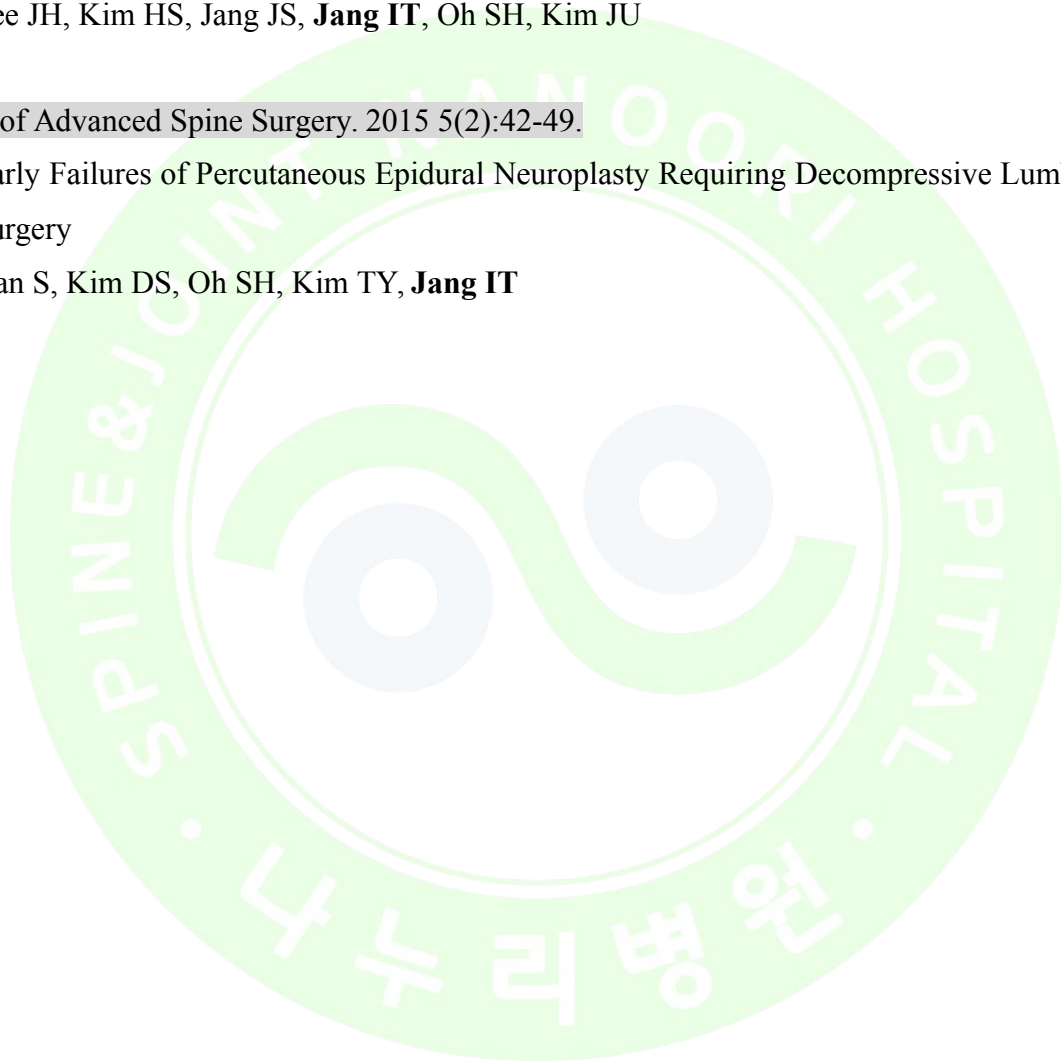 ee JH, Kim HS, Jang JS, Jang IT, Oh SH, Kim JU
of Advanced Spine Surgery. 2015 5(2):42-49.
arly Failures of Percutaneous Epidural Neuroplasty Requiring Decompressive Lum
urgery
an S, Kim DS, Oh SH, Kim TY, Jang IT
SPINE&JOINT NANOORI HOSPITAL
· 나누리병원 ·